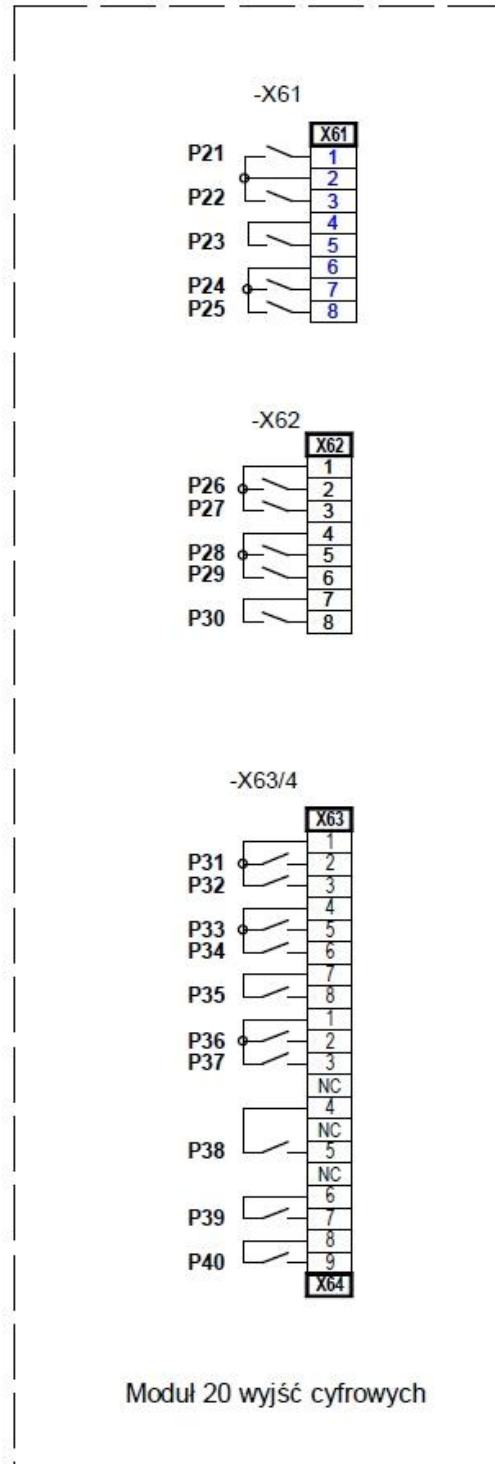 -X61
X61
P21 1
2
P22 3
4
P23 5
6
P24 7
P25 8
-X62
X62
1
P26 2
P27 3
4
P28 5
P29 6
7
P30 8
-X63/4
X63
1
P31 2
P32 3
4
P33 5
P34 6
7
P35 8
1
P36 2
P37 3
NC
4
NC
P38 5
NC
6
P39 7
8
P40 9
X64
Moduł 20 wyjść cyfrowych